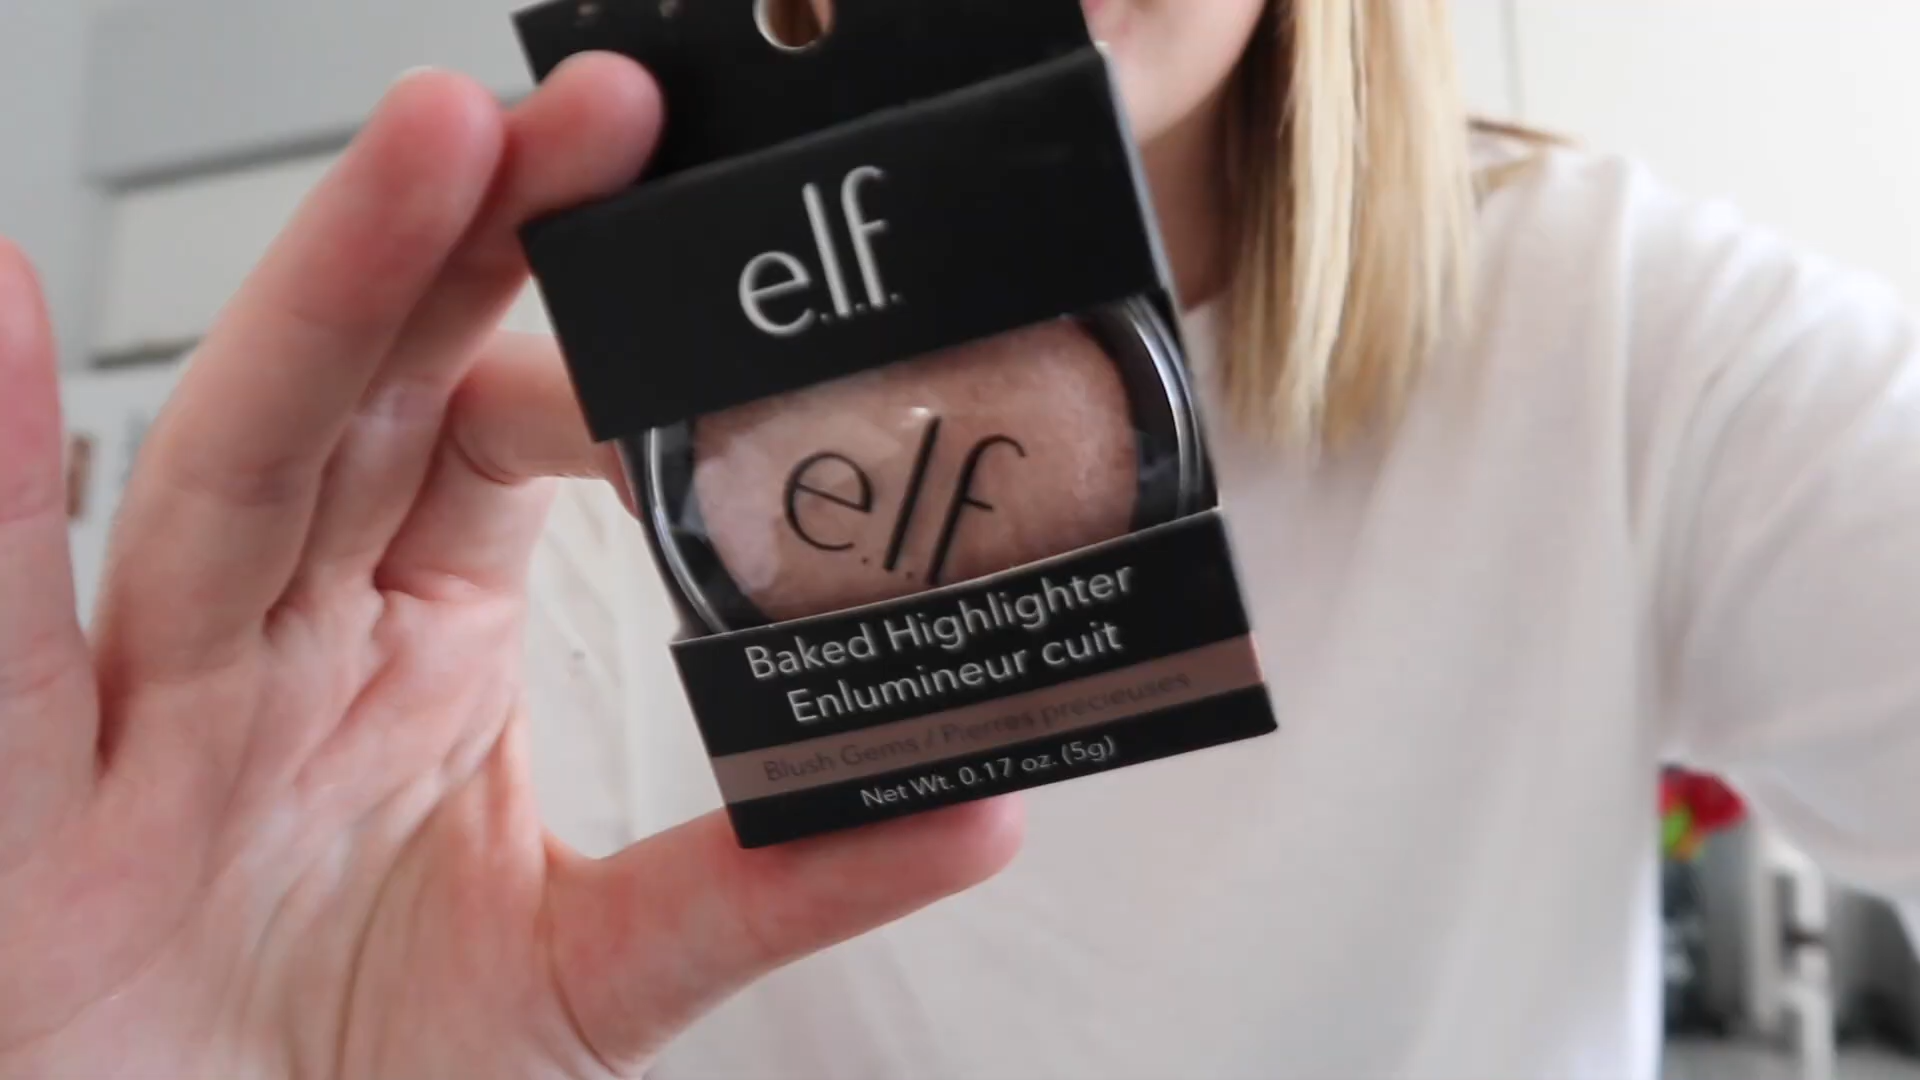 e.l.f.
e.l.f
Baked Highlighter
Enlumineur cuit
Blush Gems / Pierres précieuses
Net Wt. 0.17 oz. (5g)